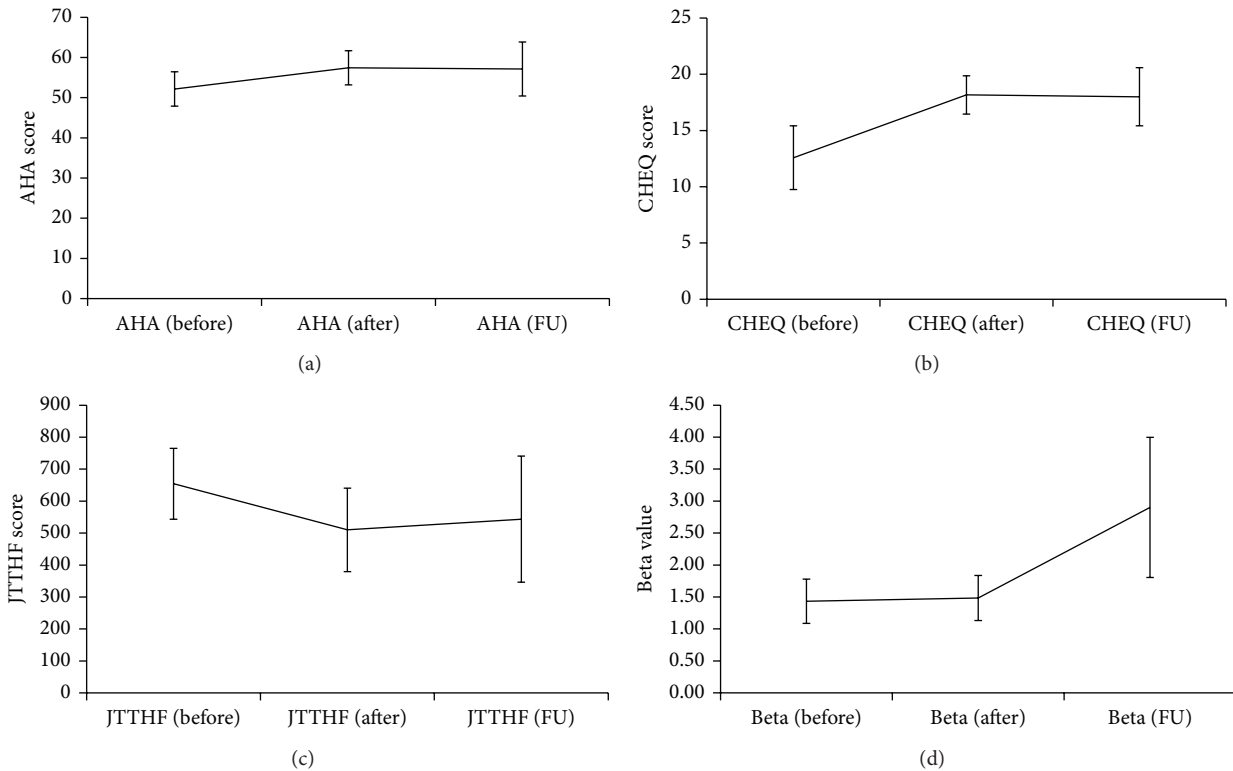 70
60
50
40
30
20
10
0
AHA score
AHA (before) AHA (after) AHA (FU)
(a)
25
20
15
10
5
0
CHEQ score
CHEQ (before) CHEQ (after) CHEQ (FU)
(b)
900
800
700
600
500
400
300
200
100
0
JTTHF score
JTTHF (before) JTTHF (after) JTTHF (FU)
(c)
4.50
4.00
3.50
3.00
2.50
2.00
1.50
1.00
0.50
0.00
Beta value
Beta (before) Beta (after) Beta (FU)
(d)